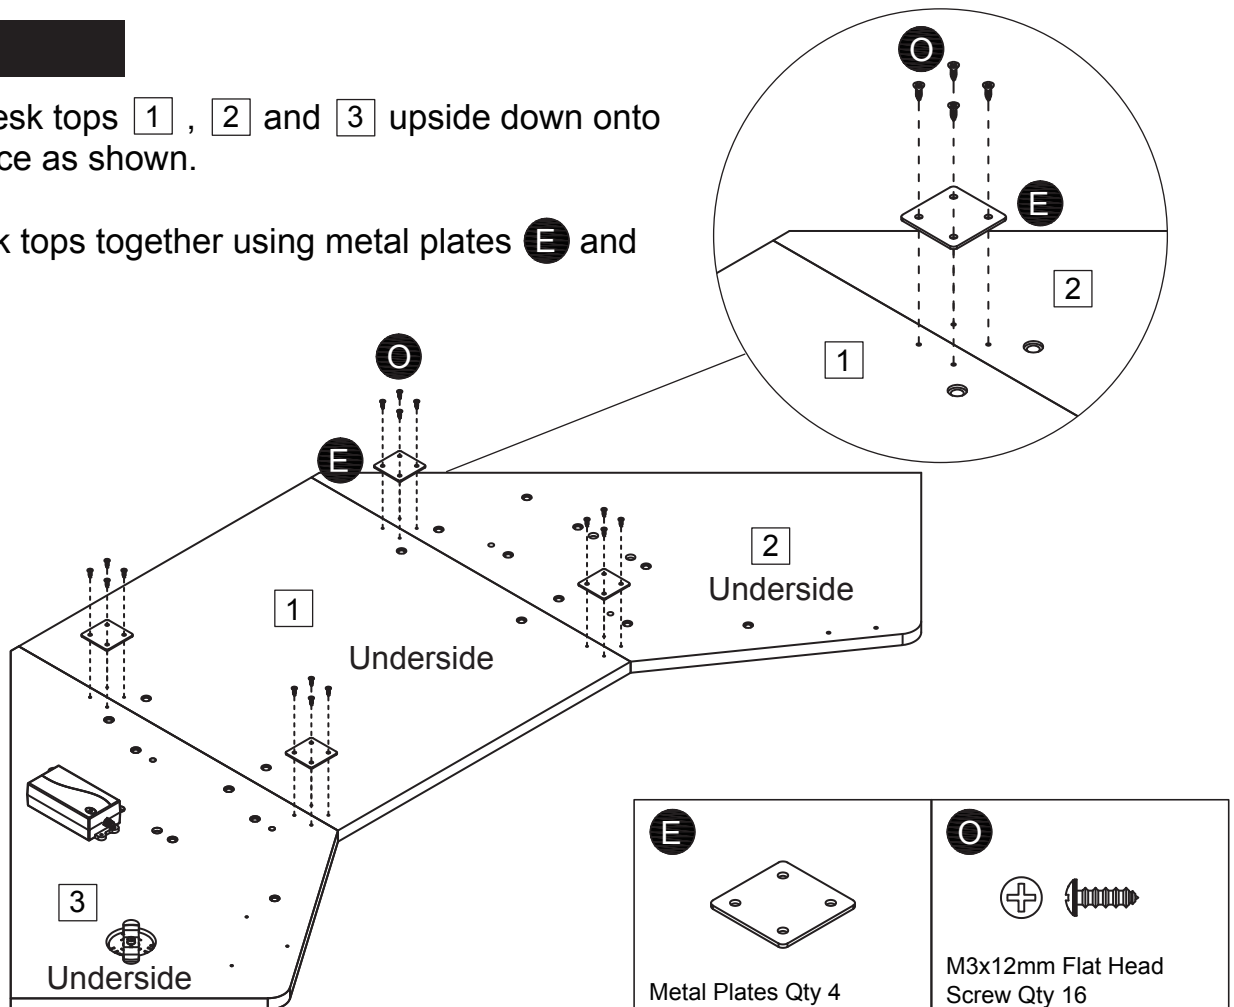 esk tops 1 , 2 and 3 upside down onto
ce as shown.
k tops together using metal plates E and
O
E
2
1
O
E
2
Underside
1
Underside
3
Underside
E
Metal Plates Qty 4
O
M3x12mm Flat Head
Screw Qty 16